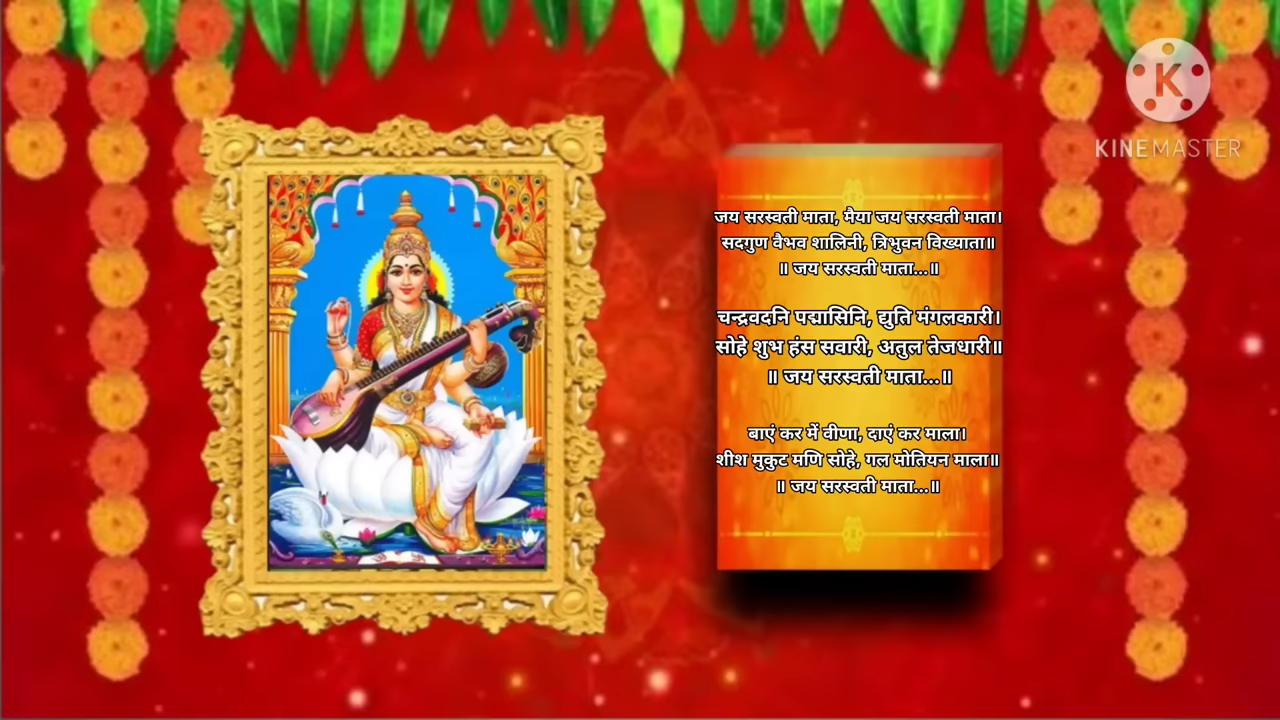 जय सरस्वती माता, मैया जय सरस्वती माता।
सदगुण वैभव शालिनी, त्रिभुवन विख्याता॥
॥ जय सरस्वती माता...॥
चन्द्रवदनि पद्मासिनि, द्युति मंगलकारी।
सोहे शुभ हंस सवारी, अतुल तेजधारी॥
॥ जय सरस्वती माता...॥
बाएं कर में वीणा, दाएं कर माला।
शीश मुकुट मणि सोहे, गल मोतियन माला॥
॥ जय सरस्वती माता...॥
K
KINEMASTER